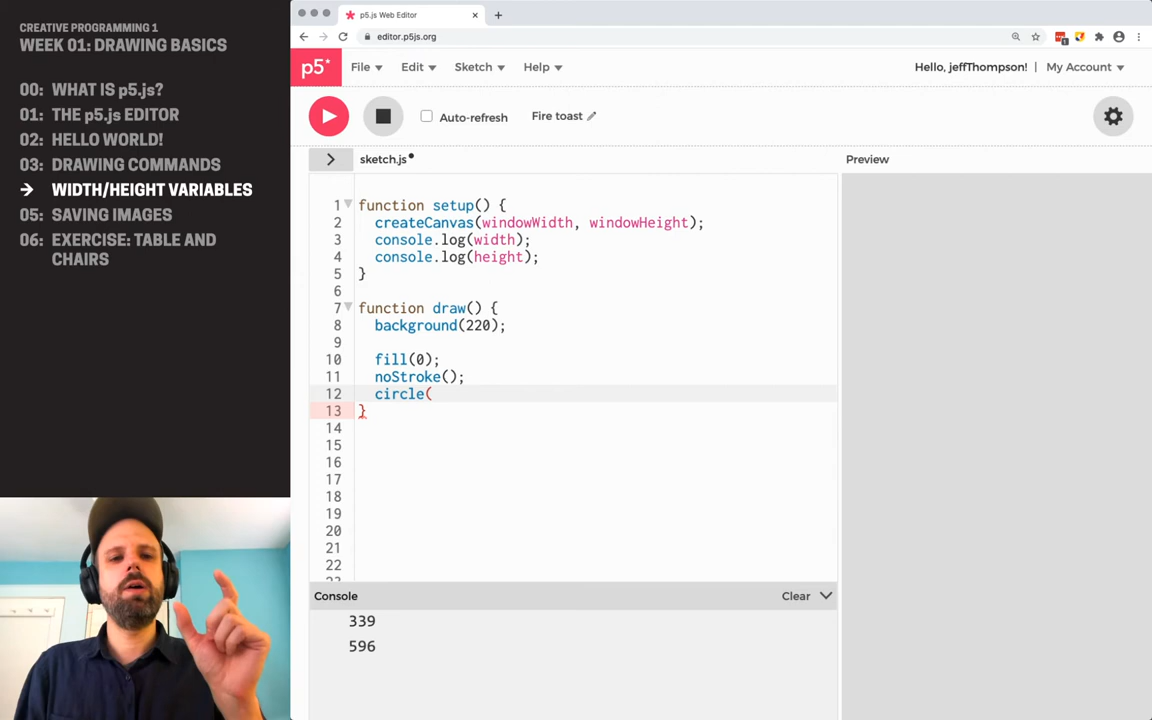 CREATIVE PROGRAMMING 1
WEEK 01: DRAWING BASICS
00: WHAT IS p5.js?
01: THE p5.js EDITOR
02: HELLO WORLD!
03: DRAWING COMMANDS
→ WIDTH/HEIGHT VARIABLES
05: SAVING IMAGES
06: EXERCISE: TABLE AND
CHAIRS
p5.js Web Editor
editor.p5js.org
1
p5*
File
Edit
Sketch
Help
Hello, jeffThompson!
My Account
Auto-refresh
Fire toast
sketch.js
Preview
1 function setup() {
2 createCanvas(windowWidth, windowHeight);
3 console.log(width);
4 console.log(height);
5 }
6
7 function draw() {
8 background(220);
9
10 fill(0);
11 noStroke();
12 circle(
13 }
14
15
16
17
18
19
20
21
22
23
Console
Clear
339
596